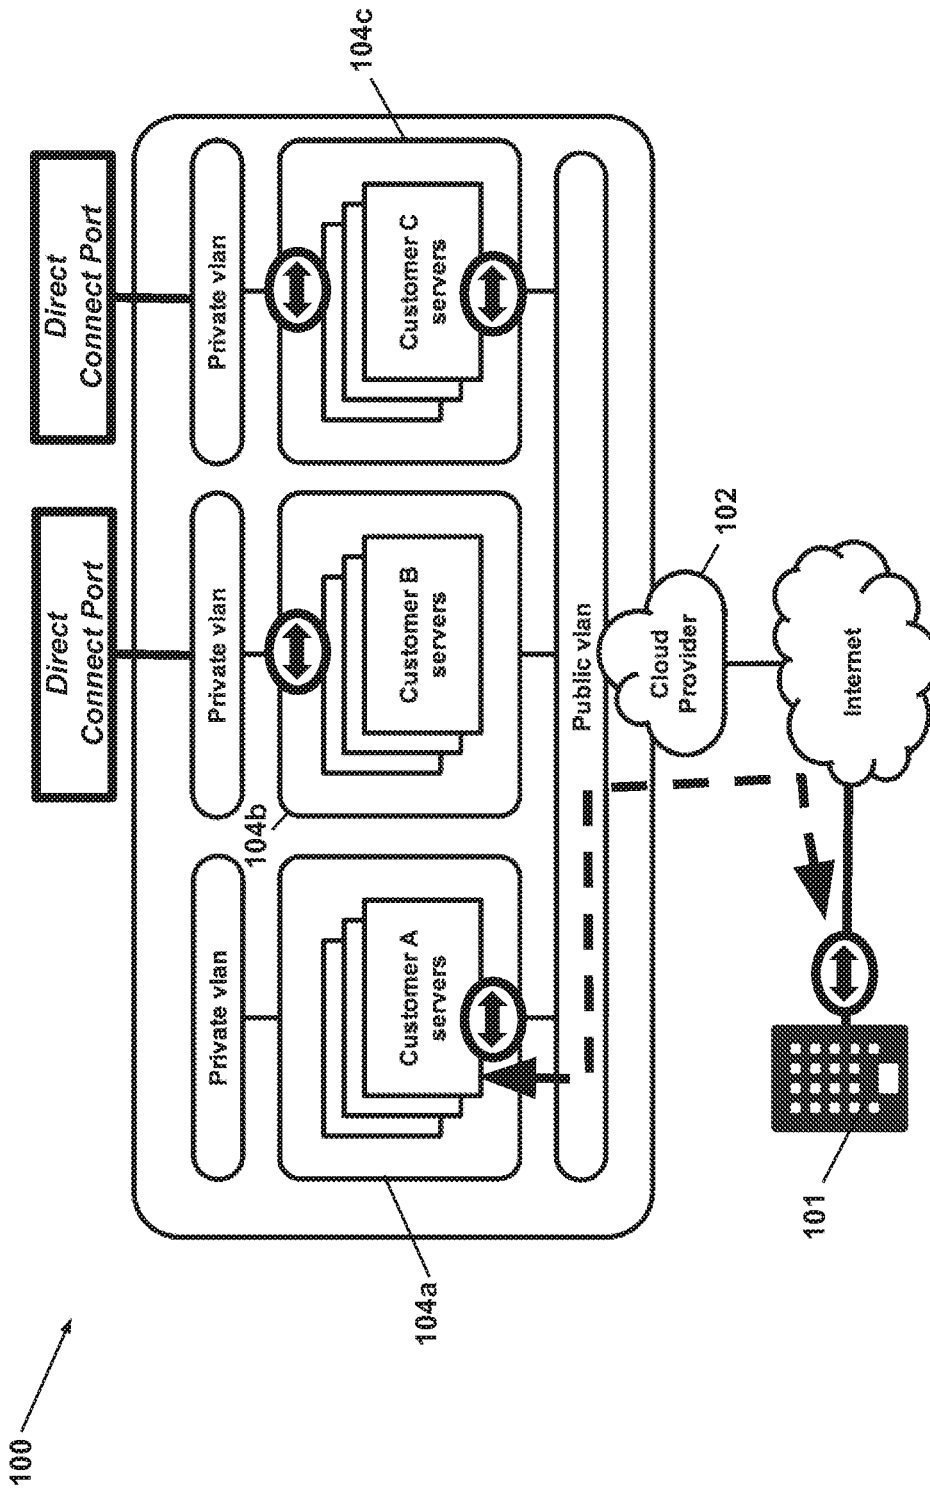 100
Direct
Connect Port
Direct
Connect Port
Private vlan
Private vlan
Private vlan
104a
104b
104c
Customer A
servers
Customer B
servers
Customer C
servers
Public vlan
Cloud
Provider
102
Internet
101